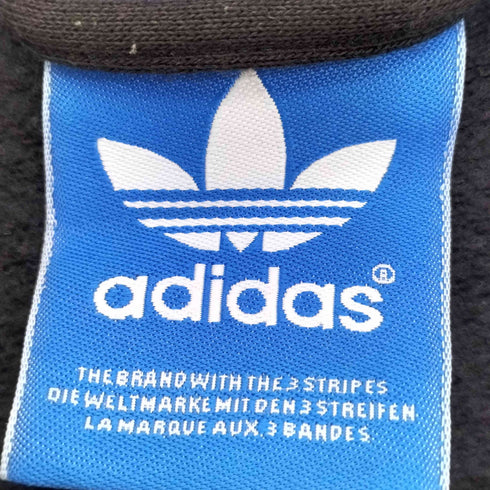 adidas®
THE BRAND WITH THE 3 STRIPES
DIE WELTMARKE MIT DEN 3 STREIFEN
LA MARQUE AUX 3 BANDES